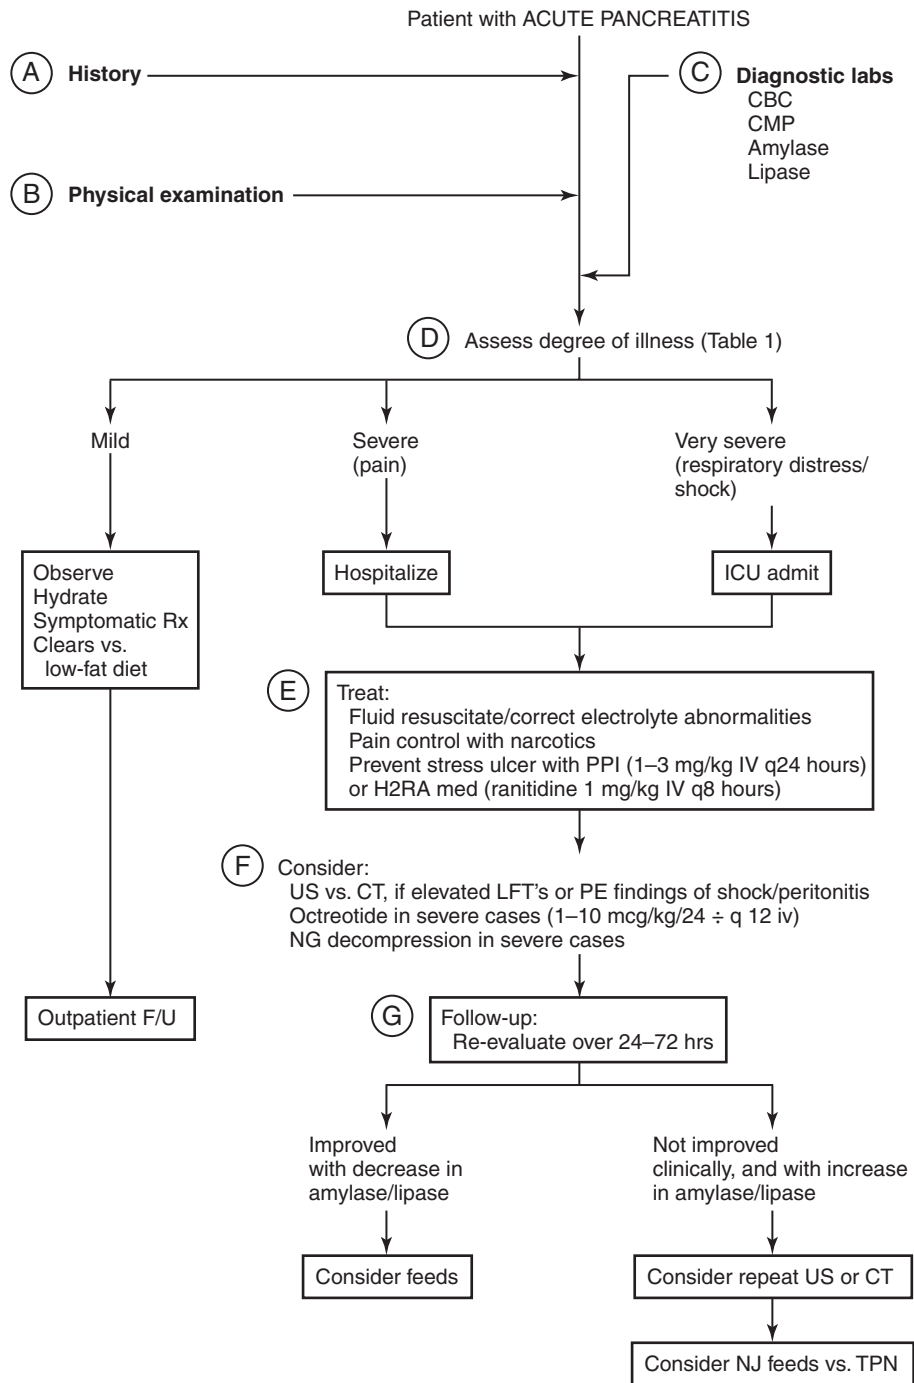 Patient with ACUTE PANCREATITIS
A History
C Diagnostic labs
CBC
CMP
Amylase
Lipase
B Physical examination
D Assess degree of illness (Table 1)
Mild
Severe
(pain)
Very severe
(respiratory distress/
shock)
Observe
Hydrate
Symptomatic Rx
Clears vs.
low-fat diet
Hospitalize
ICU admit
E Treat:
Fluid resuscitate/correct electrolyte abnormalities
Pain control with narcotics
Prevent stress ulcer with PPI (1–3 mg/kg IV q24 hours)
or H2RA med (ranitidine 1 mg/kg IV q8 hours)
F Consider:
US vs. CT, if elevated LFT's or PE findings of shock/peritonitis
Octreotide in severe cases (1–10 mcg/kg/24 ÷ q 12 iv)
NG decompression in severe cases
Outpatient F/U
G Follow-up:
Re-evaluate over 24–72 hrs
Improved
with decrease in
amylase/lipase
Not improved
clinically, and with increase
in amylase/lipase
Consider feeds
Consider repeat US or CT
Consider NJ feeds vs. TPN